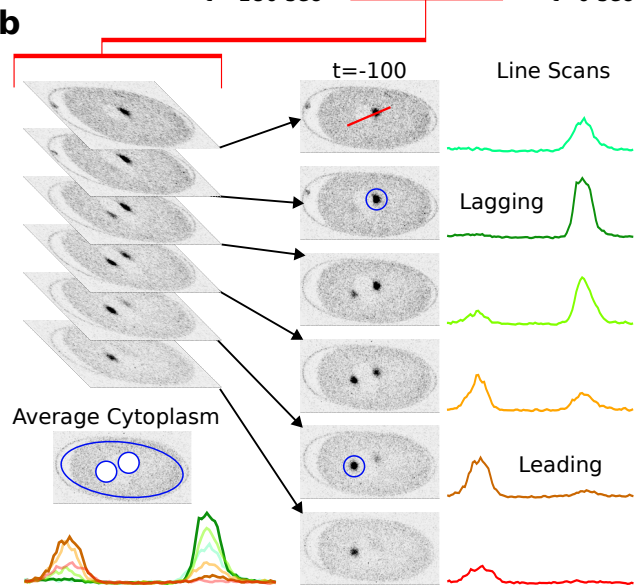 b
t=-100
Line Scans
Lagging
Average Cytoplasm
Leading